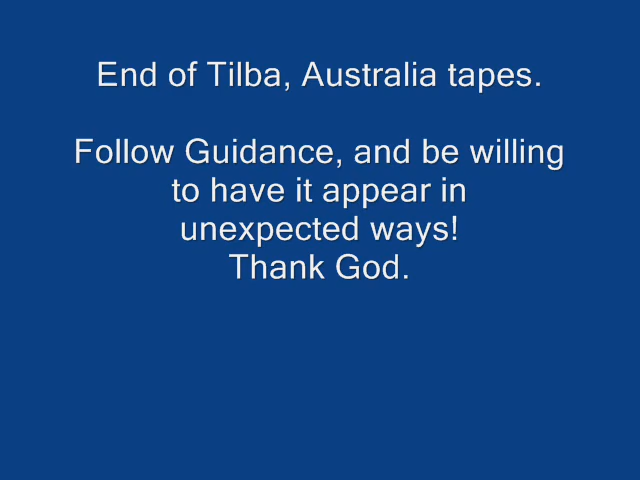 End of Tilba, Australia tapes.
Follow Guidance, and be willing
to have it appear in
unexpected ways!
Thank God.